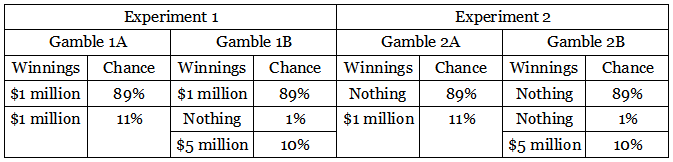 Experiment 1 Experiment 2
Gamble 1A Gamble 1B Gamble 2A Gamble 2B
Winnings Chance Winnings Chance Winnings Chance Winnings Chance
$1 million 89% $1 million 89% Nothing 89% Nothing 89%
$1 million 11% Nothing 1% $1 million 11% Nothing 1%
$5 million 10% $5 million 10%